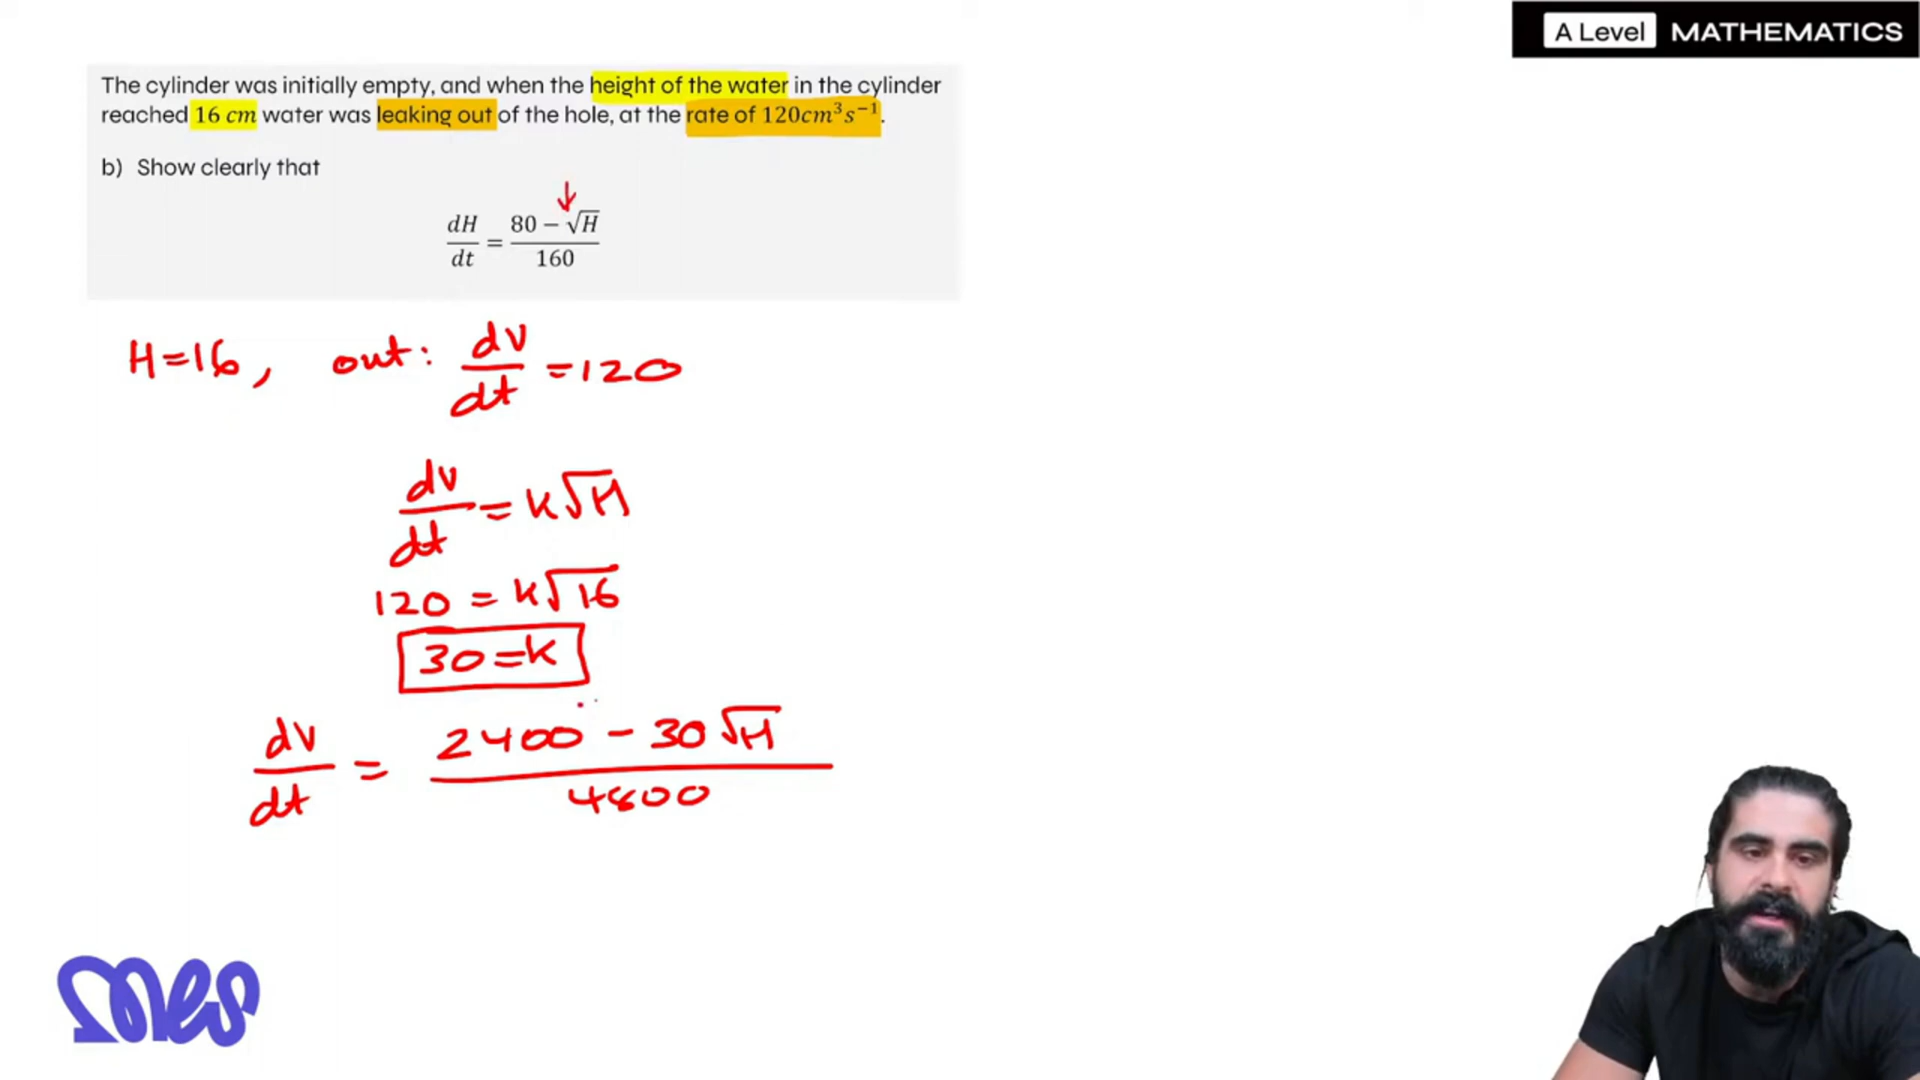 A Level MATHEMATICS
The cylinder was initially empty, and when the height of the water in the cylinder
reached 16 cm water was leaking out of the hole, at the rate of 120cm³s⁻¹.
b) Show clearly that
dH/dt = (80 − √H)/160
H=16, out: dv/dt = 120
dv/dt = k√H
120 = k√16
30=k
dv/dt = (2400 − 30√H)/4800
mes